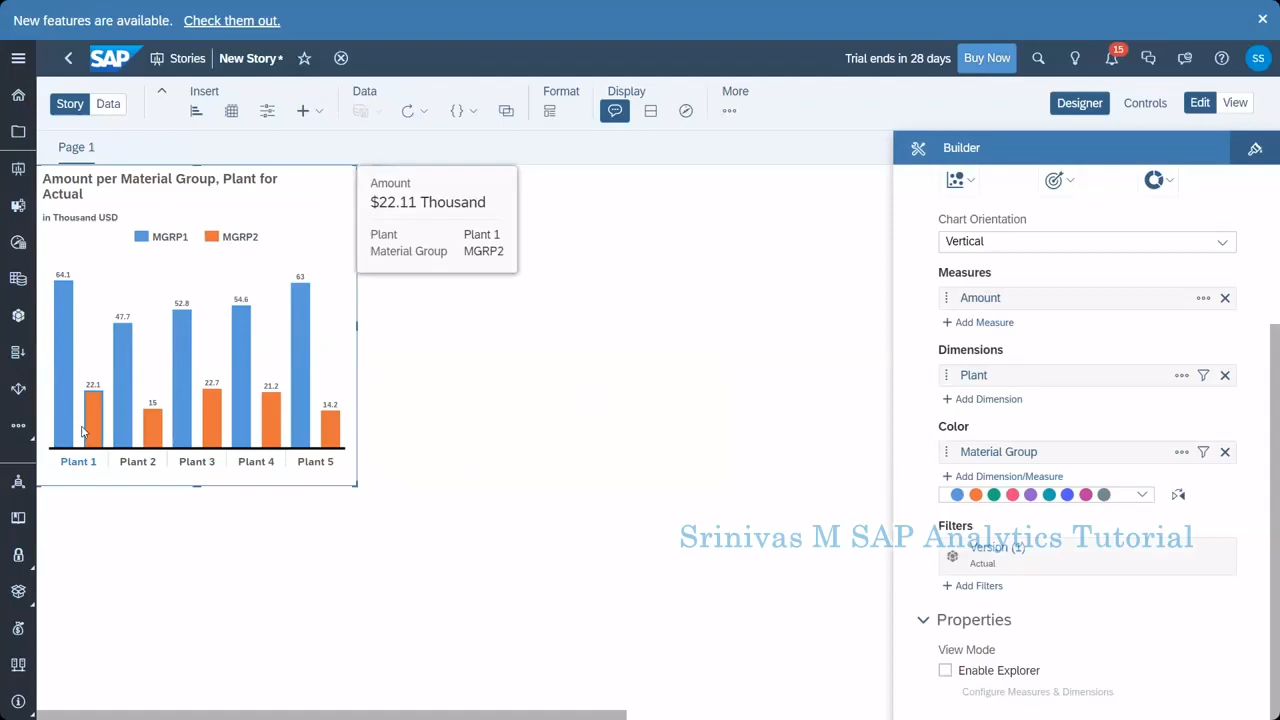 New features are available. Check them out.
SAP Stories New Story* Trial ends in 28 days Buy Now 15 SS
Insert Data Format Display More
Story Data Designer Controls Edit View
Page 1
Builder
Amount per Material Group, Plant for
Actual
in Thousand USD
MGRP1 MGRP2
64.1 22.1 47.7 15 52.8 22.7 54.6 21.2 63 14.2
Plant 1 Plant 2 Plant 3 Plant 4 Plant 5
Amount
$22.11 Thousand
Plant Plant 1
Material Group MGRP2
Chart Orientation
Vertical
Measures
Amount
+ Add Measure
Dimensions
Plant
+ Add Dimension
Color
Material Group
+ Add Dimension/Measure
Filters
Srinivas M SAP Analytics Tutorial
Version (1)
Actual
+ Add Filters
Properties
View Mode
Enable Explorer
Configure Measures & Dimensions